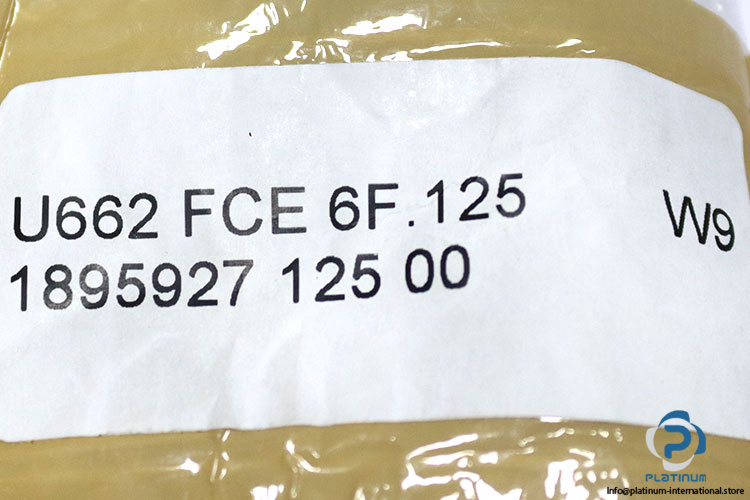 U662 FCE 6F.125 W9
1895927 125 00
PLATINUM
Info@platinum-international.store